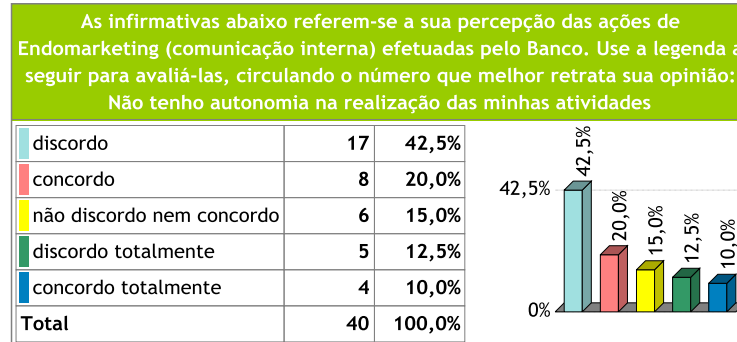 As infirmativas abaixo referem-se a sua percepção das ações de
Endomarketing (comunicação interna) efetuadas pelo Banco. Use a legenda a
seguir para avaliá-las, circulando o número que melhor retrata sua opinião:
Não tenho autonomia na realização das minhas atividades
discordo 17 42,5%
concordo 8 20,0%
não discordo nem concordo 6 15,0%
discordo totalmente 5 12,5%
concordo totalmente 4 10,0%
Total 40 100,0%
42,5%
0%
42,5%
20,0%
15,0%
12,5%
10,0%